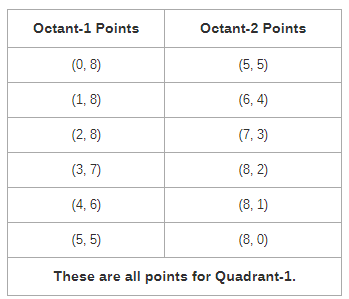 Octant-1 Points Octant-2 Points
(0, 8) (5, 5)
(1, 8) (6, 4)
(2, 8) (7, 3)
(3, 7) (8, 2)
(4, 6) (8, 1)
(5, 5) (8, 0)
These are all points for Quadrant-1.